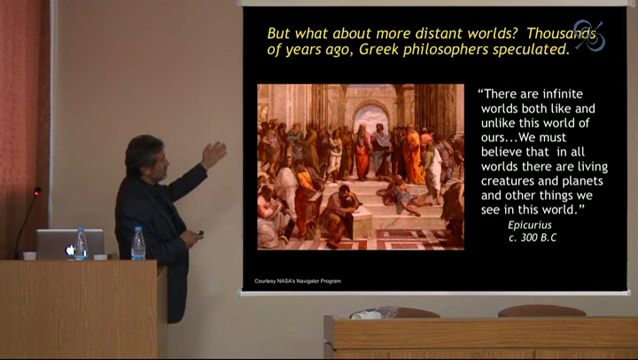 But what about more distant worlds?  Thousands
of years ago, Greek philosophers speculated.
“There are infinite
worlds both like and
unlike this world of
ours...We must
believe that  in all
worlds there are living
creatures and planets
and other things we
see in this world.”
Epicurius
c. 300 B.C
Courtesy NASA's Navigator Program